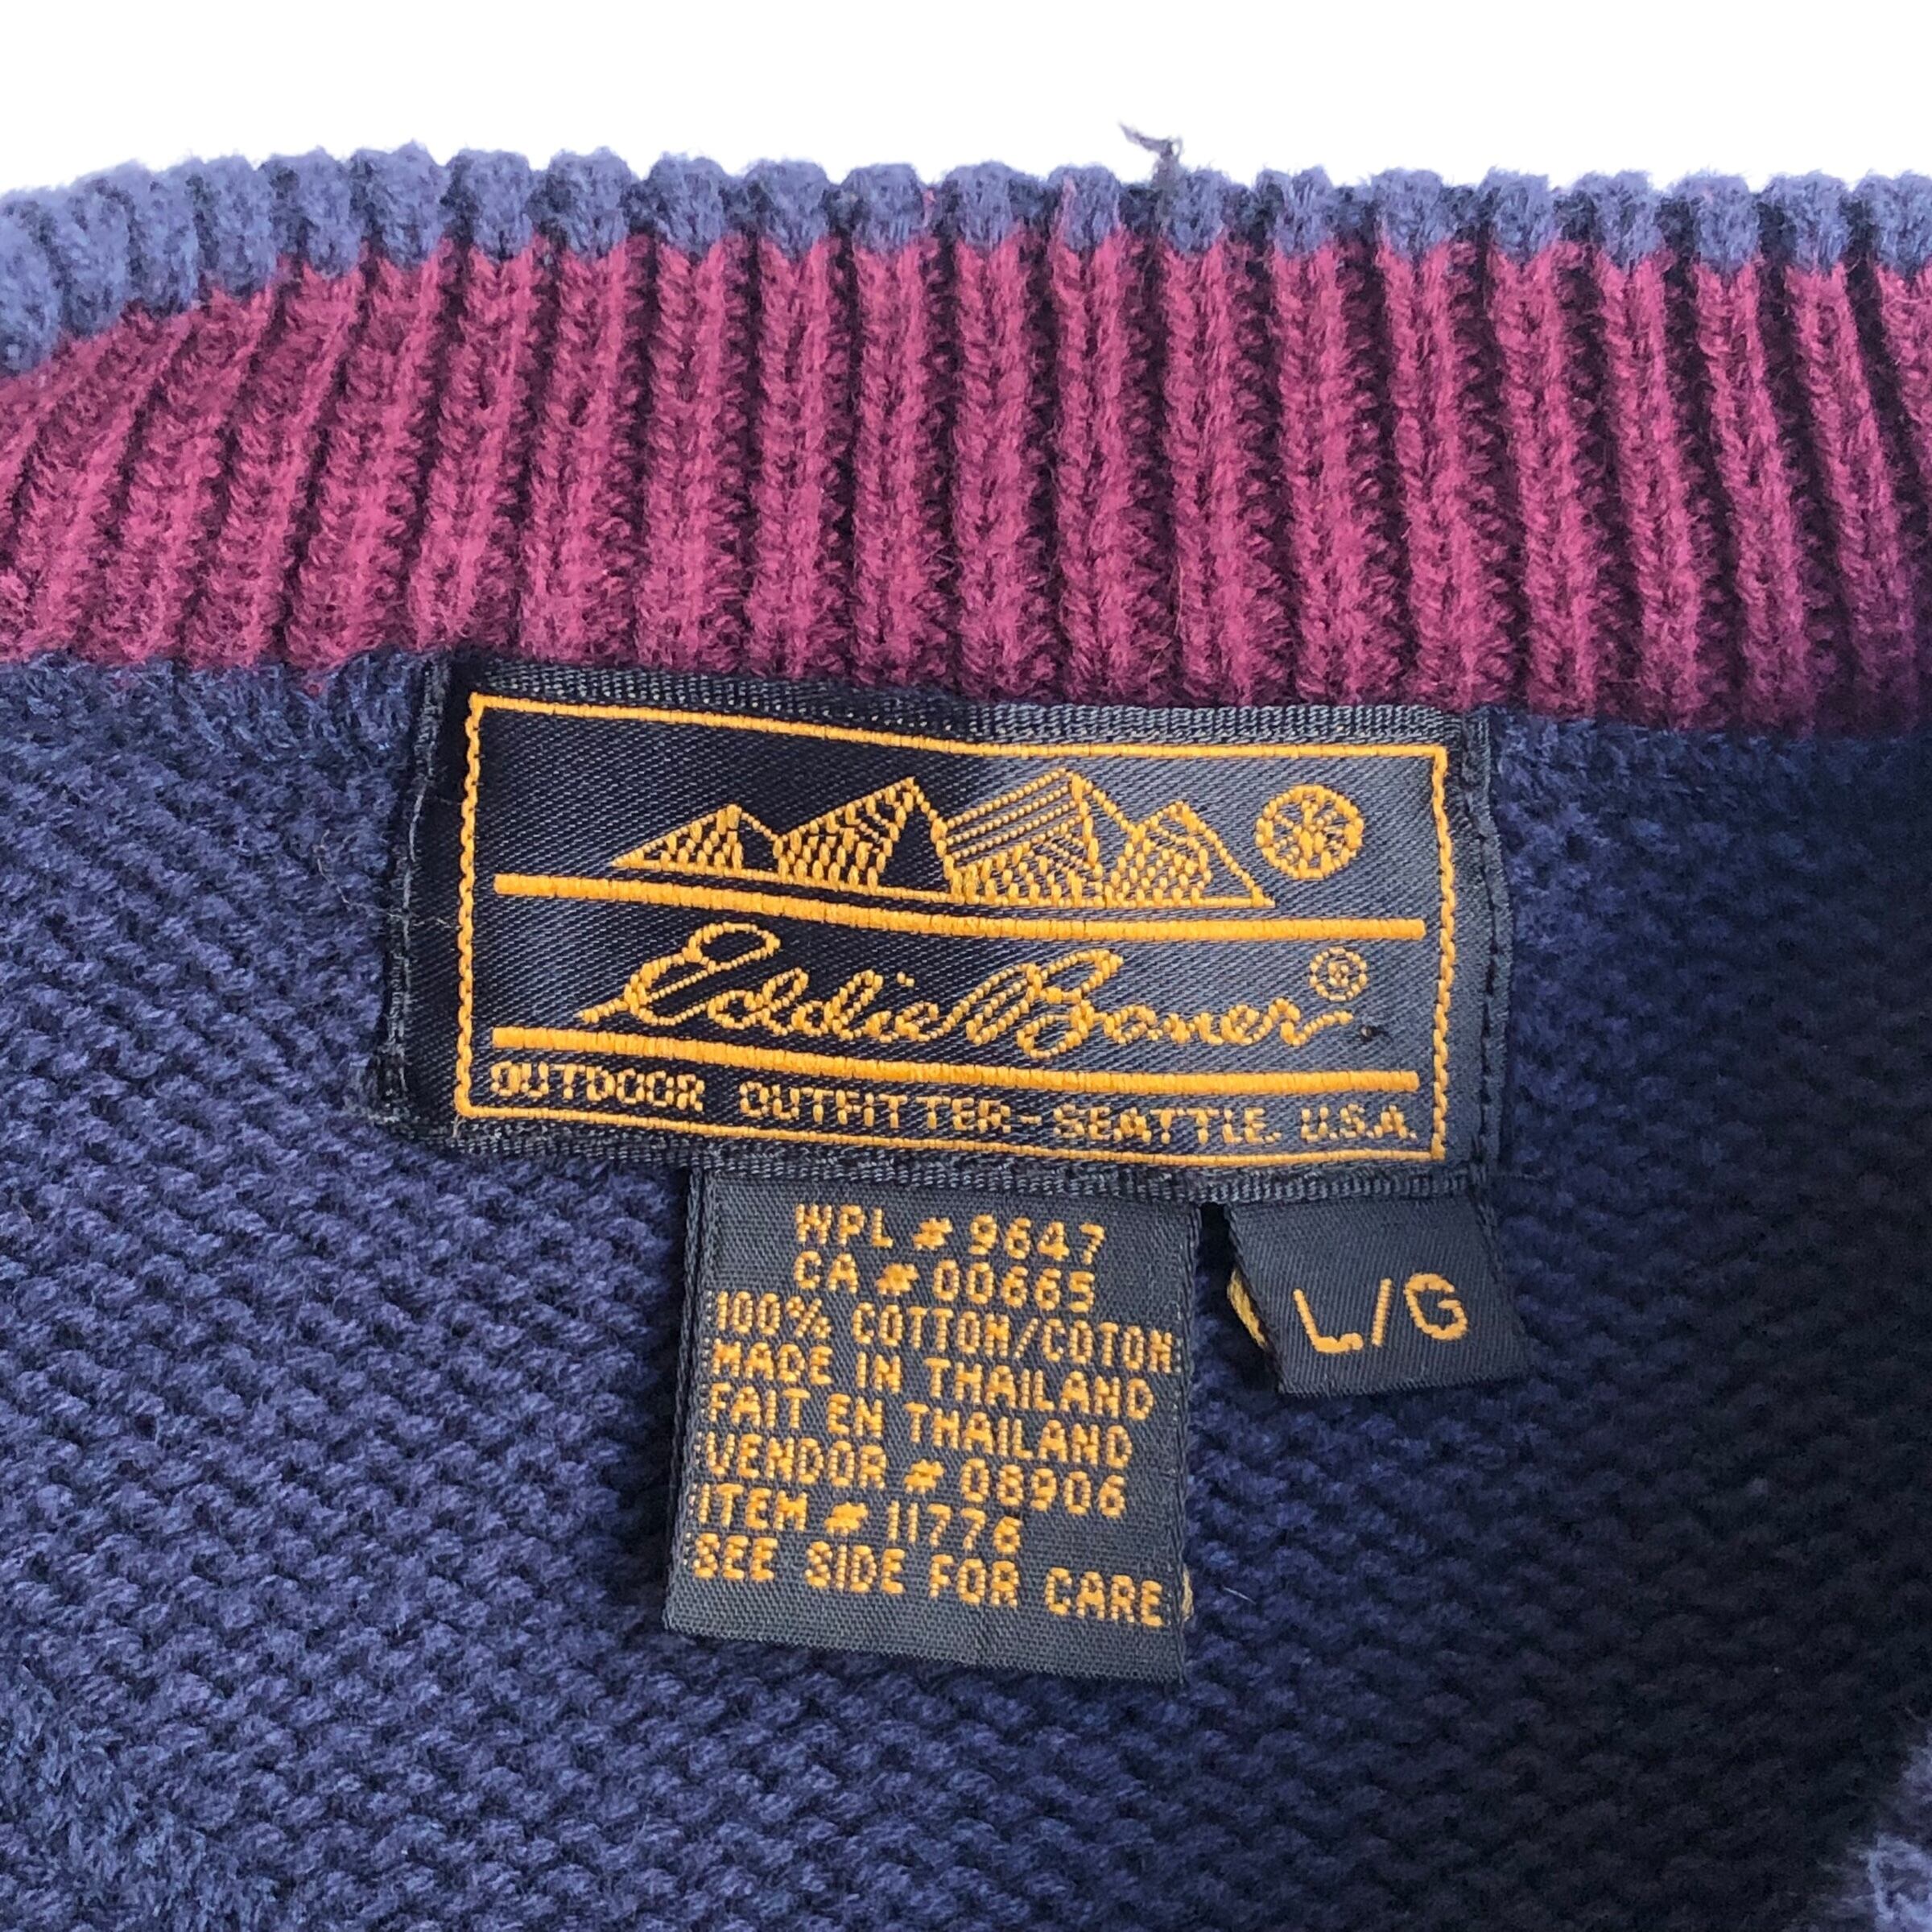 Eddie Bauer®
OUTDOOR OUTFITTER-SEATTLE, U.S.A.
WPL # 9647
CA # 00665
100% COTTON/COTON
MADE IN THAILAND
FAIT EN THAILAND
VENDOR # 08906
ITEM # 11776
SEE SIDE FOR CARE
L/G